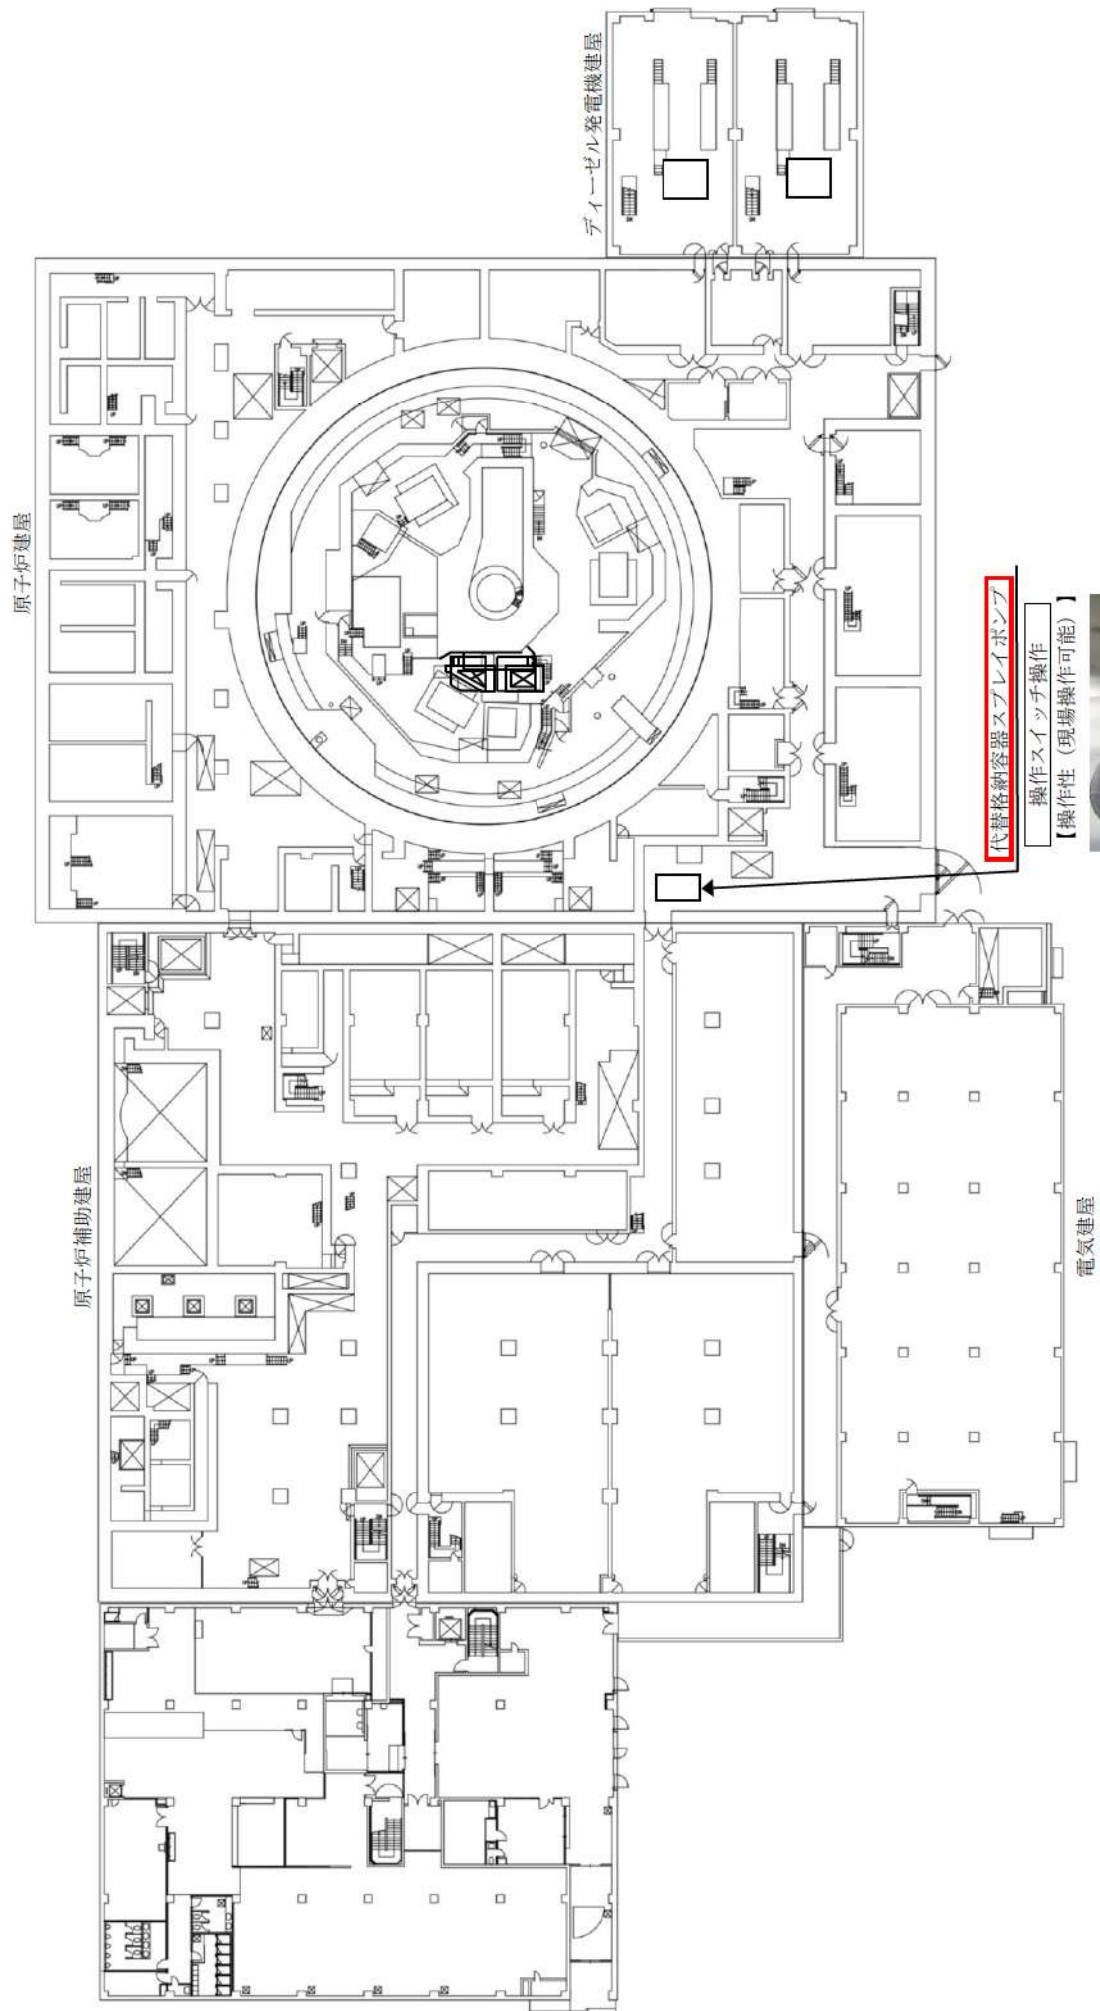 ディーゼル発電機建屋
原子炉建屋
代替格納容器スプレイポンプ
操作スイッチ操作
【操作性（現場操作可能）】
原子炉補助建屋
電気建屋